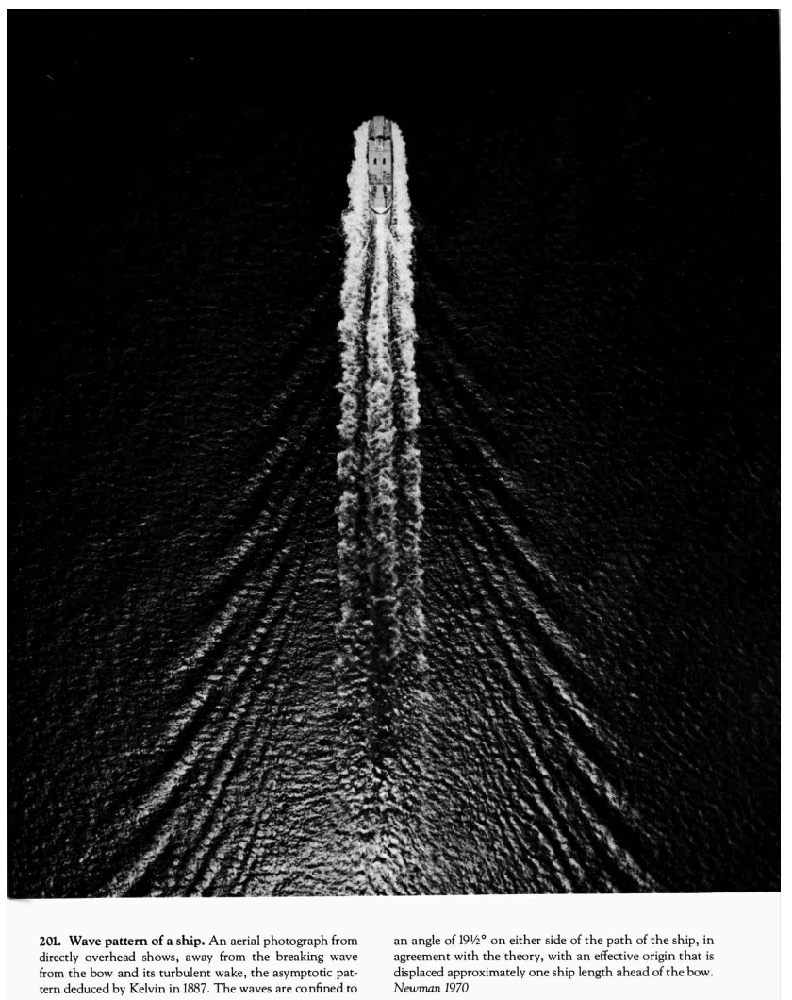 201. Wave pattern of a ship. An aerial photograph from
directly overhead shows, away from the breaking wave
from the bow and its turbulent wake, the asymptotic pat-
tern deduced by Kelvin in 1887. The waves are confined to
an angle of 19½° on either side of the path of the ship, in
agreement with the theory, with an effective origin that is
displaced approximately one ship length ahead of the bow.
Newman 1970